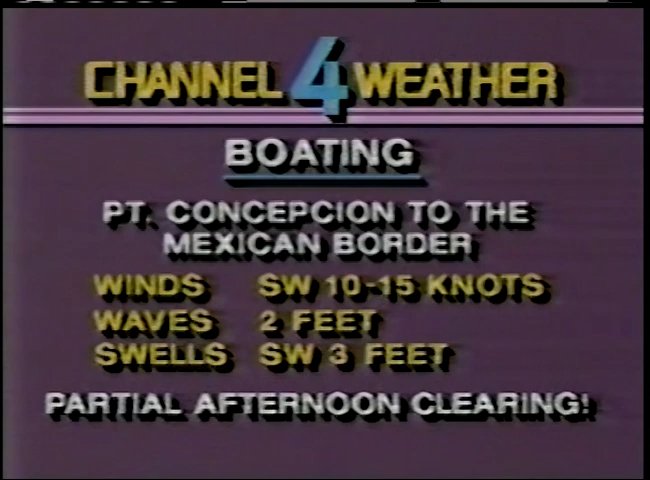 CHANNEL 4 WEATHER
BOATING
PT. CONCEPCION TO THE
MEXICAN BORDER
WINDS SW 10-15 KNOTS
WAVES 2 FEET
SWELLS SW 3 FEET
PARTIAL AFTERNOON CLEARING!